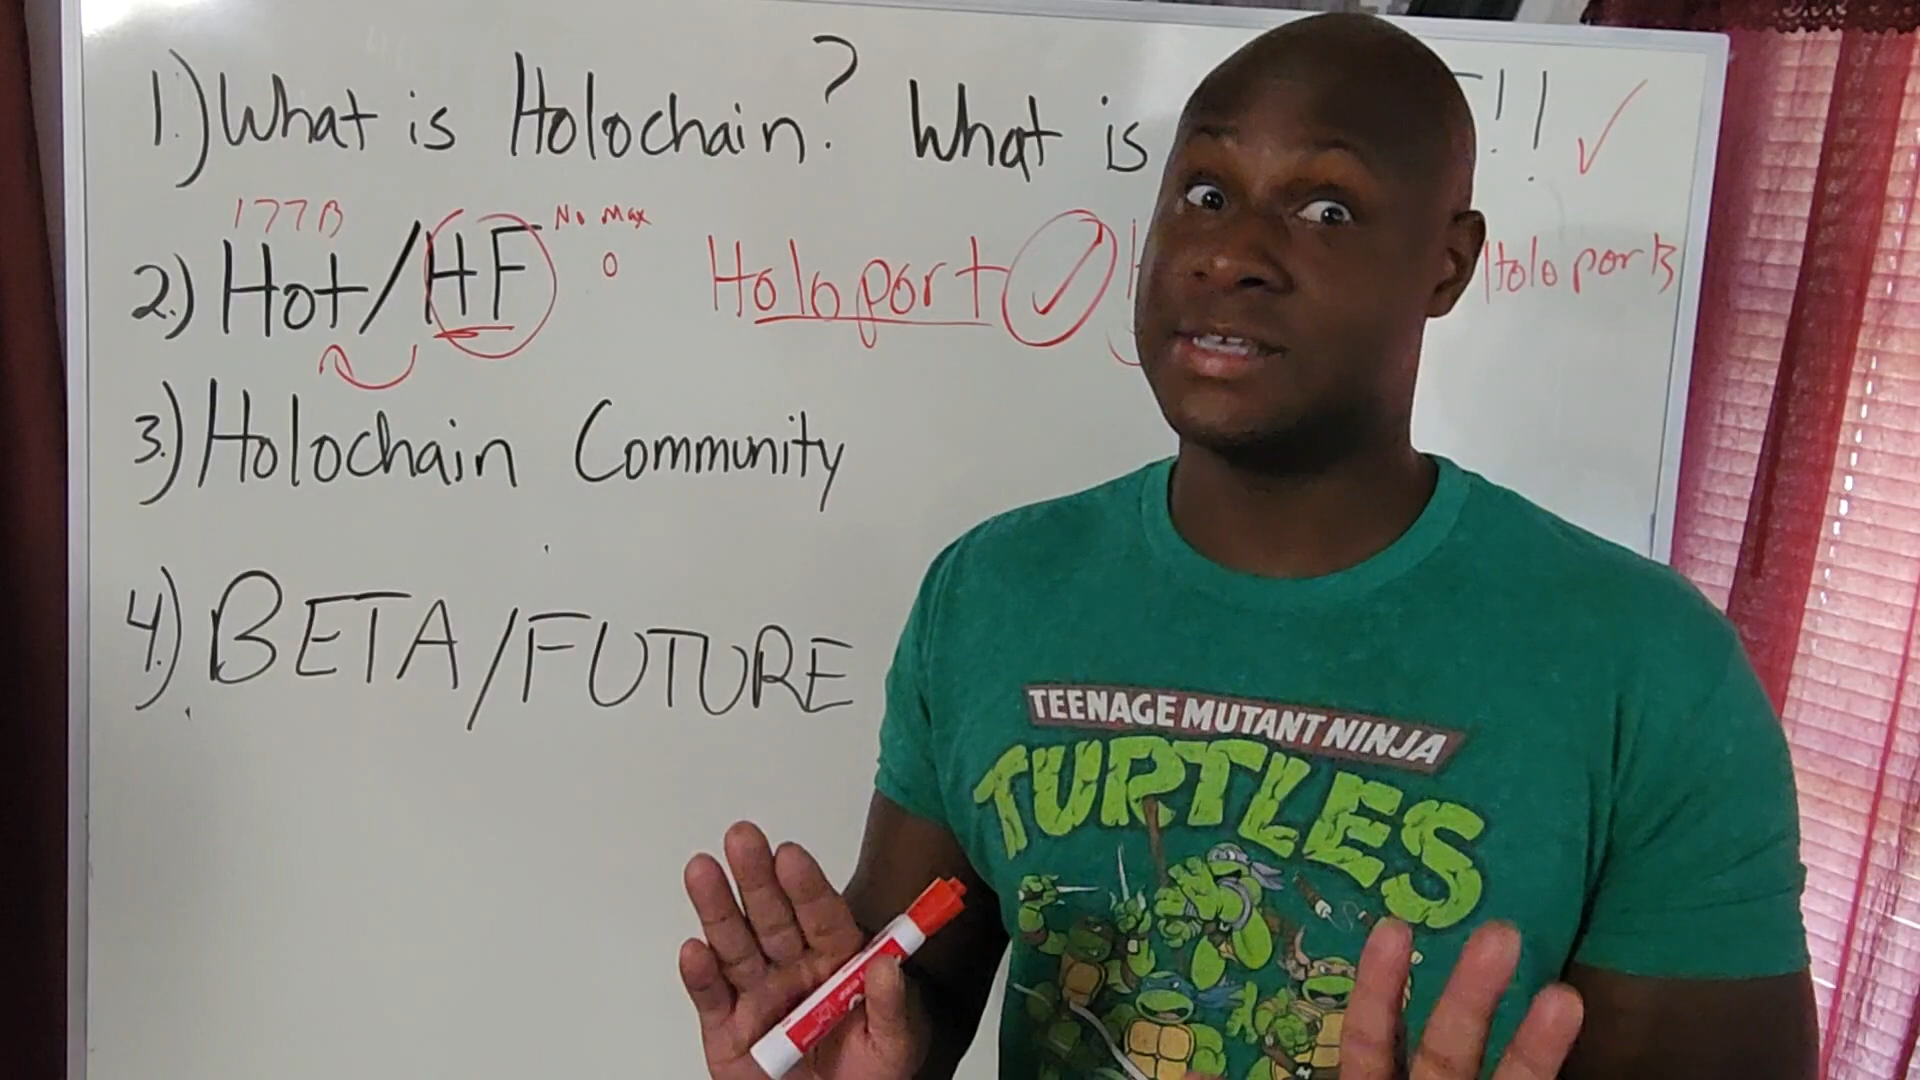 1.) What is Holochain? What is !! ✓
177B No Max
2.) Hot/HF 0 Holoport ✓ Holoports
3.) Holochain Community
4.) BETA/FUTURE
TEENAGE MUTANT NINJA
TURTLES